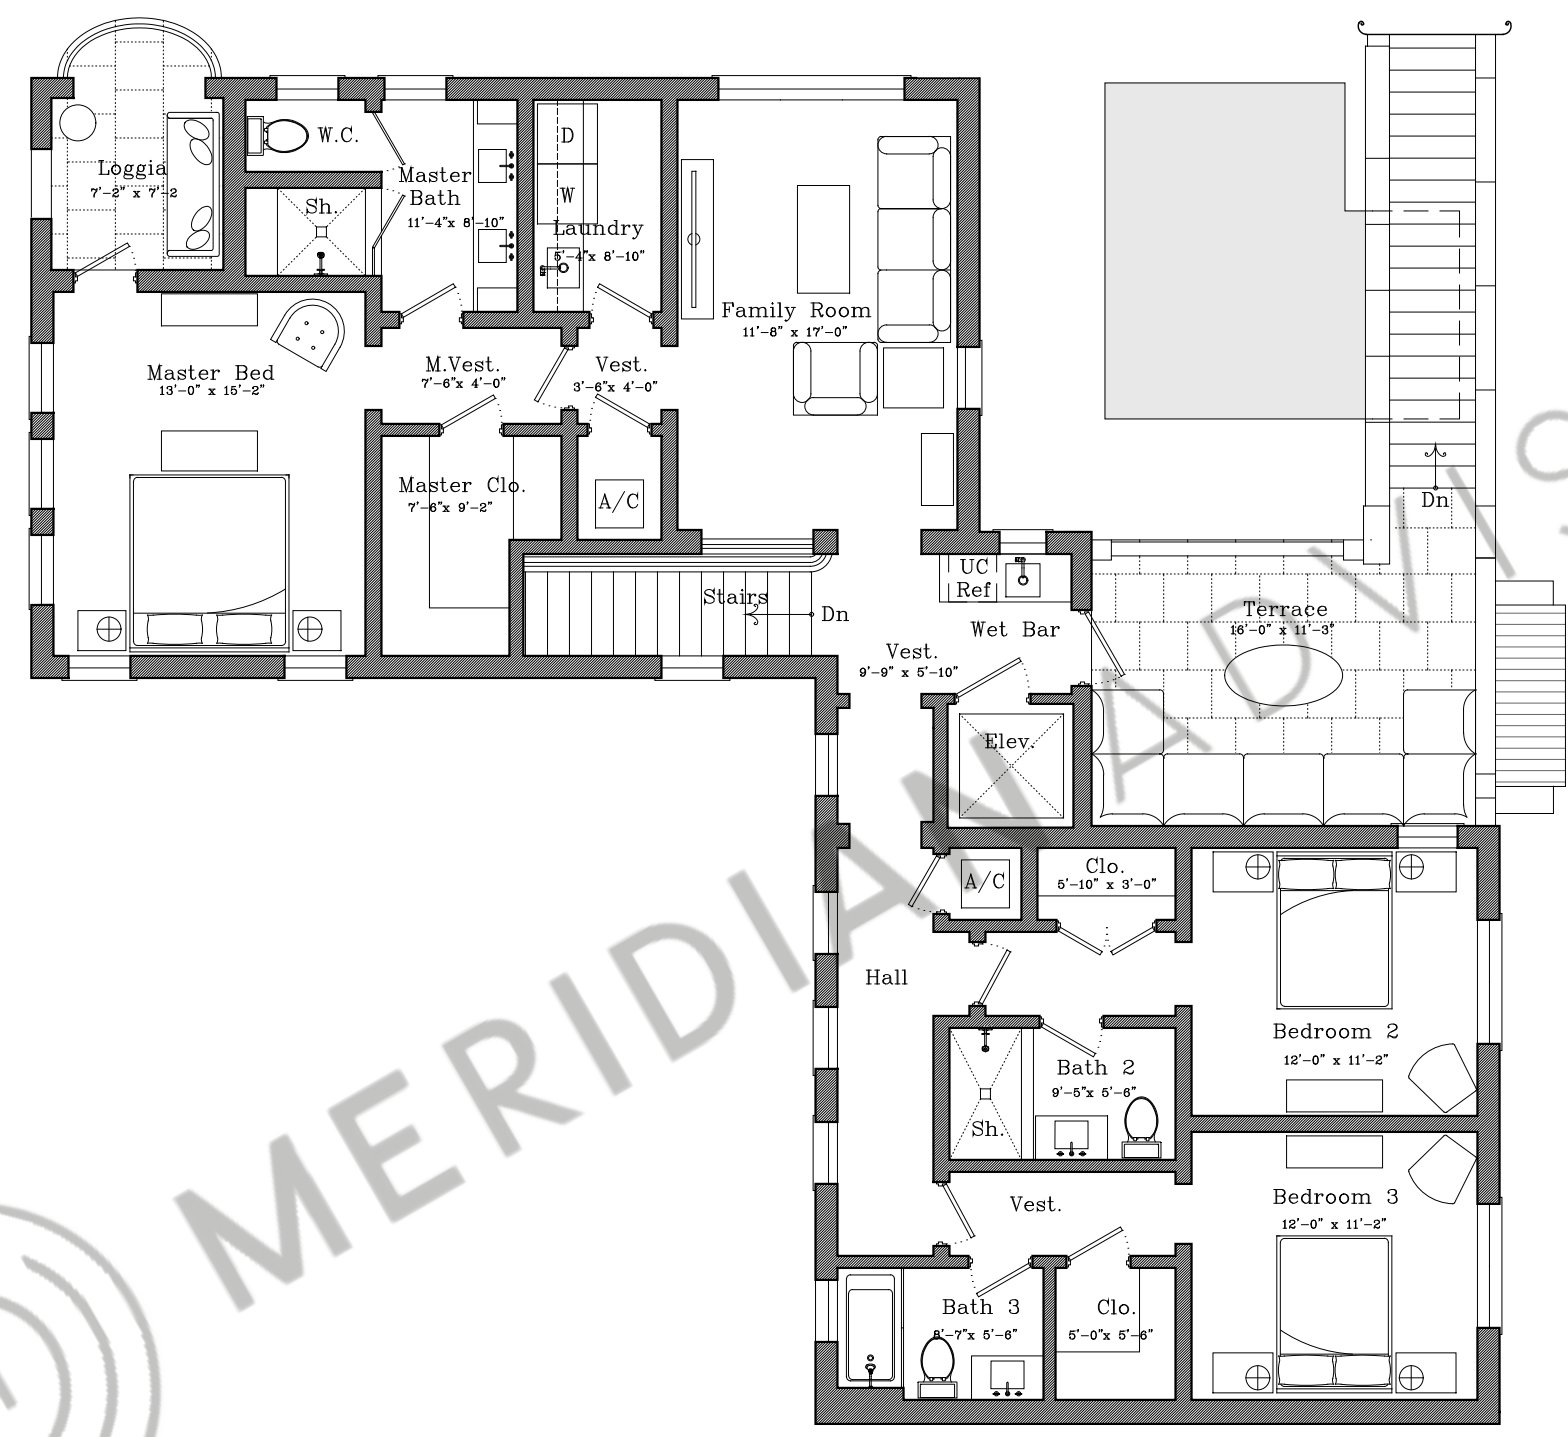 Loggia
7'-2" x 7'-2
W.C.
Sh.
Master
Bath
11'-4"x 8'-10"
D
W
Laundry
5'-4"x 8'-10"
Family Room
11'-8" x 17'-0"
Master Bed
13'-0" x 15'-2"
M.Vest.
7'-6"x 4'-0"
Vest.
3'-6"x 4'-0"
Master Clo.
7'-6"x 9'-2"
A/C
Stairs
Dn
Dn
UC
Ref
Wet Bar
Vest.
9'-9" x 5'-10"
Terrace
16'-0" x 11'-3"
Elev.
A/C
Clo.
5'-10" x 3'-0"
Hall
Bedroom 2
12'-0" x 11'-2"
Bath 2
9'-5"x 5'-6"
Sh.
Vest.
Bedroom 3
12'-0" x 11'-2"
Bath 3
8'-7"x 5'-6"
Clo.
5'-0"x 5'-6"
MERIDIAN ADVIS